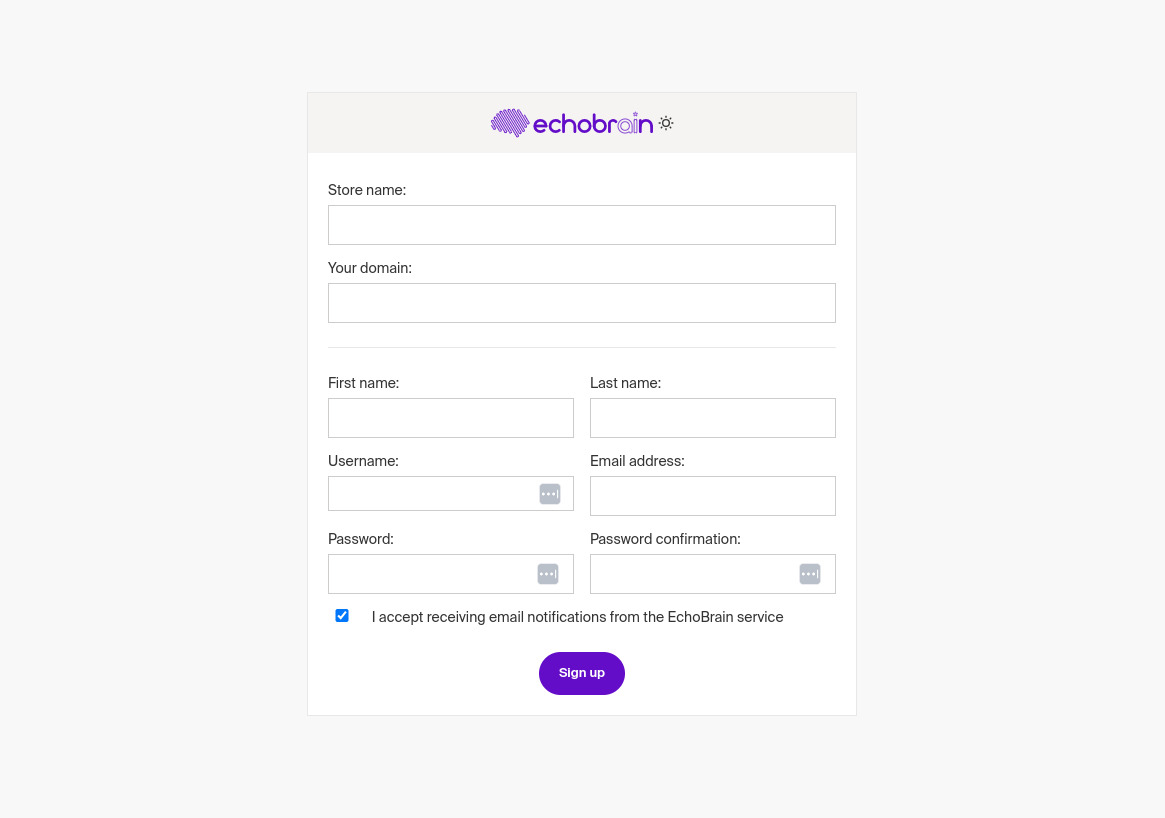 echobrain
Store name:
Your domain:
First name:
Last name:
Username:
Email address:
Password:
Password confirmation:
I accept receiving email notifications from the EchoBrain service
Sign up